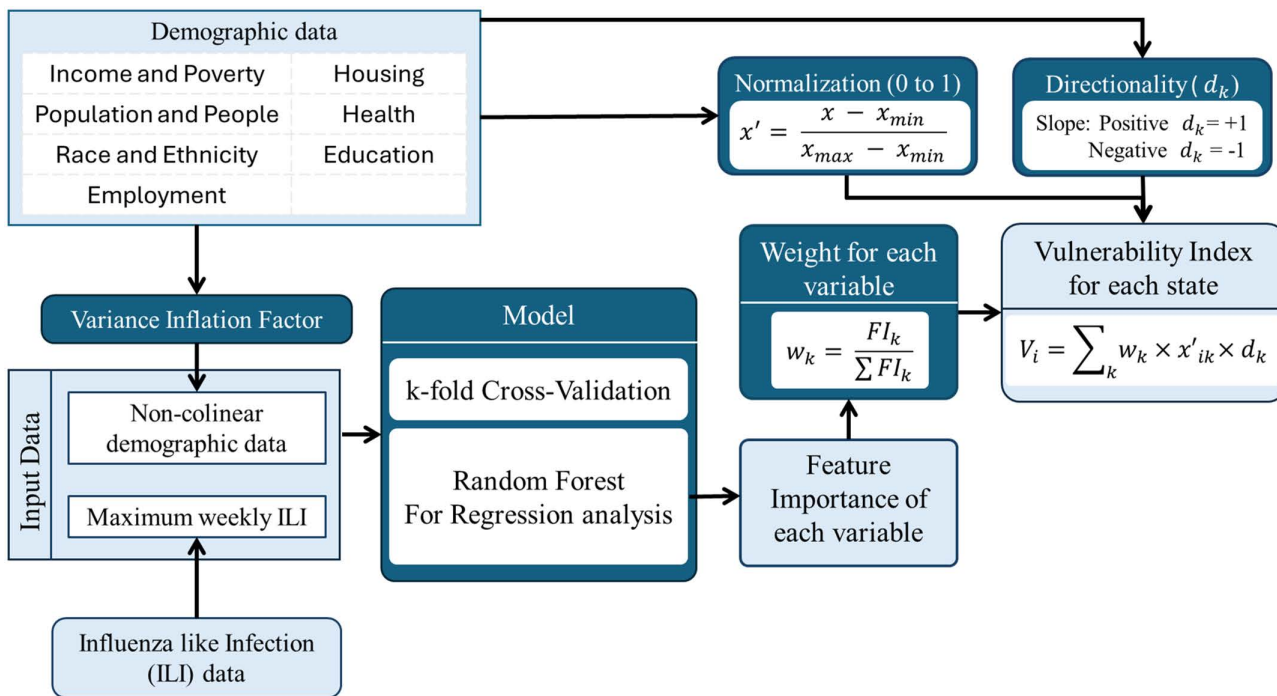 Demographic data
Income and Poverty
Housing
Population and People
Health
Race and Ethnicity
Education
Employment
Normalization (0 to 1)
x′ = (x − x_min) / (x_max − x_min)
Directionality ( d_k )
Slope: Positive d_k = +1
Negative d_k = -1
Variance Inflation Factor
Input Data
Non-colinear
demographic data
Maximum weekly ILI
Influenza like Infection
(ILI) data
Model
k-fold Cross-Validation
Random Forest
For Regression analysis
Feature
Importance of
each variable
Weight for each
variable
w_k = FI_k / ∑ FI_k
Vulnerability Index
for each state
V_i = ∑_k w_k × x′_ik × d_k